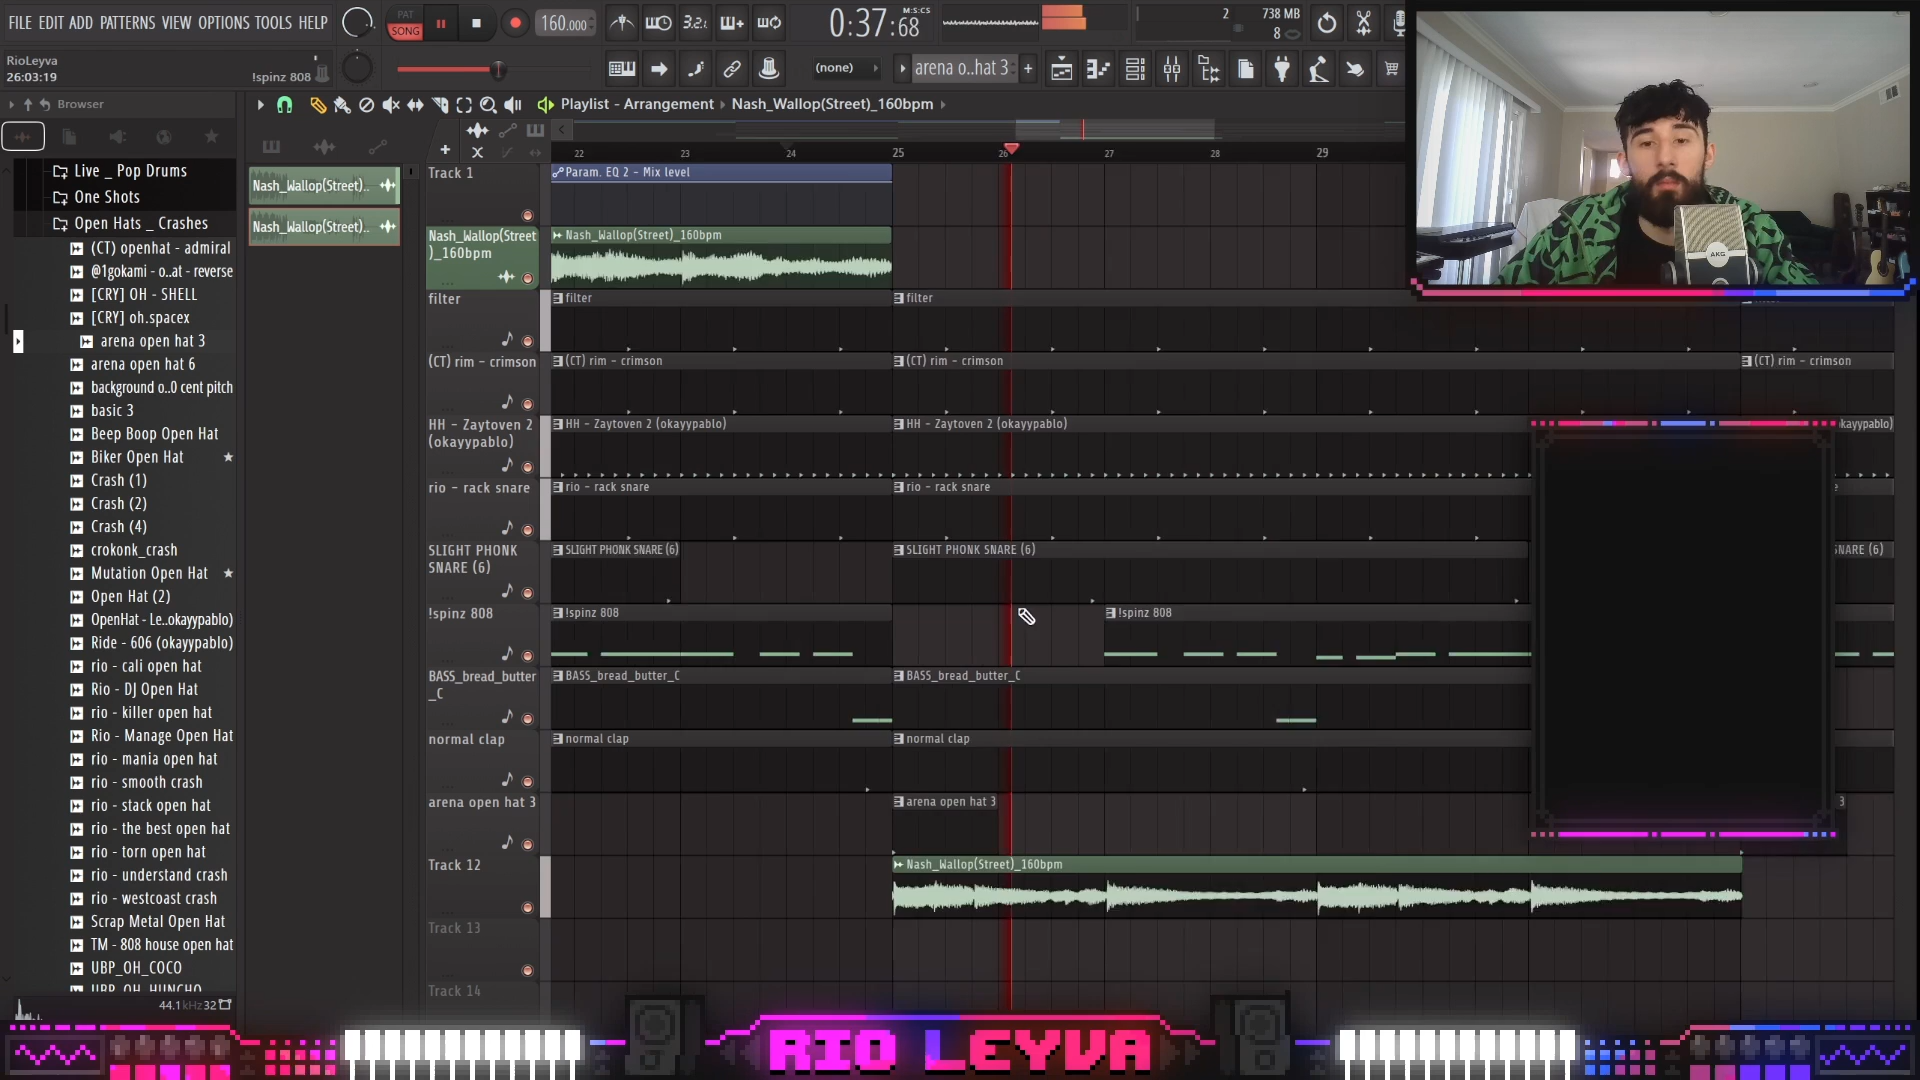 FILE EDIT ADD PATTERNS VIEW OPTIONS TOOLS HELP
PAT
SONG
160.000
3.2.
0:37:68
M:S:CS
2
738 MB
8
RioLeyva
26:03:19
!spinz 808
(none)
arena o..hat 3
Browser
Playlist - Arrangement › Nash_Wallop(Street)_160bpm
Live _ Pop Drums
One Shots
Open Hats _ Crashes
(CT) openhat - admiral
@1gokami - o..at - reverse
[CRY] OH - SHELL
[CRY] oh.spacex
arena open hat 3
arena open hat 6
background o..0 cent pitch
basic 3
Beep Boop Open Hat
Biker Open Hat
Crash (1)
Crash (2)
Crash (4)
crokonk_crash
Mutation Open Hat
Open Hat (2)
OpenHat - Le..okayypablo)
Ride - 606 (okayypablo)
rio - cali open hat
Rio - DJ Open Hat
rio - killer open hat
Rio - Manage Open Hat
rio - mania open hat
rio - smooth crash
rio - stack open hat
rio - the best open hat
rio - torn open hat
rio - understand crash
rio - westcoast crash
Scrap Metal Open Hat
TM - 808 house open hat
UBP_OH_COCO
UBP_OH_HUNCHO
44.1kHz 32
Nash_Wallop(Street)..
Nash_Wallop(Street)..
22 23 24 25 26 27 28 29
Track 1
Param. EQ 2 - Mix level
Nash_Wallop(Street
)_160bpm
Nash_Wallop(Street)_160bpm
filter
filter
filter
(CT) rim - crimson
(CT) rim - crimson
(CT) rim - crimson
(CT) rim - crimson
HH - Zaytoven 2
(okayypablo)
HH - Zaytoven 2 (okayypablo)
HH - Zaytoven 2 (okayypablo)
kayypablo)
rio - rack snare
rio - rack snare
rio - rack snare
SLIGHT PHONK
SNARE (6)
SLIGHT PHONK SNARE (6)
SLIGHT PHONK SNARE (6)
SNARE (6)
!spinz 808
!spinz 808
!spinz 808
BASS_bread_butter
_C
BASS_bread_butter_C
BASS_bread_butter_C
normal clap
normal clap
normal clap
arena open hat 3
arena open hat 3
3
Track 12
Nash_Wallop(Street)_160bpm
Track 13
Track 14
AKG
RIO LEYVA